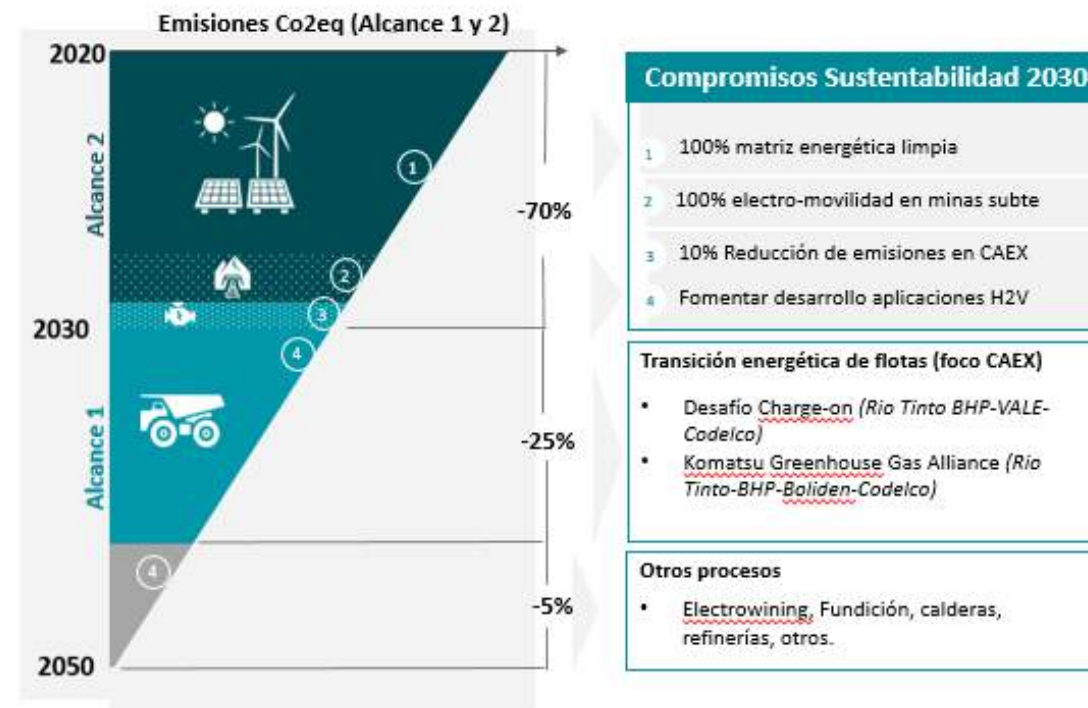 Emisiones Co2eq (Alcance 1 y 2)
2020
Alcance 2
1
-70%
2
3
2030
4
Alcance 1
-25%
4
-5%
2050
Compromisos Sustentabilidad 2030
1 100% matriz energética limpia
2 100% electro-movilidad en minas subte
3 10% Reducción de emisiones en CAEX
4 Fomentar desarrollo aplicaciones H2V
Transición energética de flotas (foco CAEX)
• Desafío Charge-on (Rio Tinto BHP-VALE-
Codelco)
• Komatsu Greenhouse Gas Alliance (Rio
Tinto-BHP-Boliden-Codelco)
Otros procesos
• Electrowining, Fundición, calderas,
refinerías, otros.